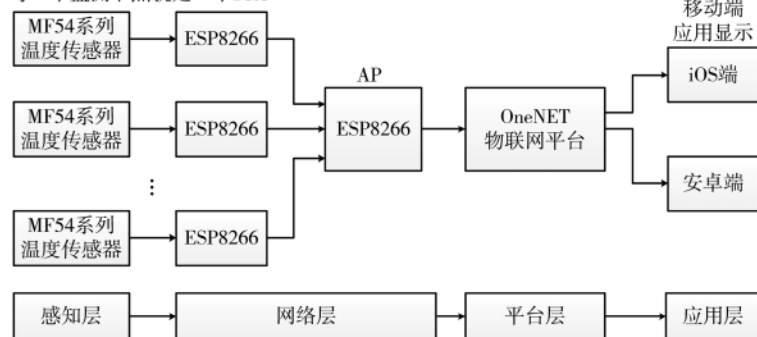 移动端
应用显示
MF54系列
温度传感器
ESP8266
iOS端
AP
MF54系列
温度传感器
ESP8266
ESP8266
OneNET
物联网平台
安卓端
MF54系列
温度传感器
ESP8266
感知层
网络层
平台层
应用层